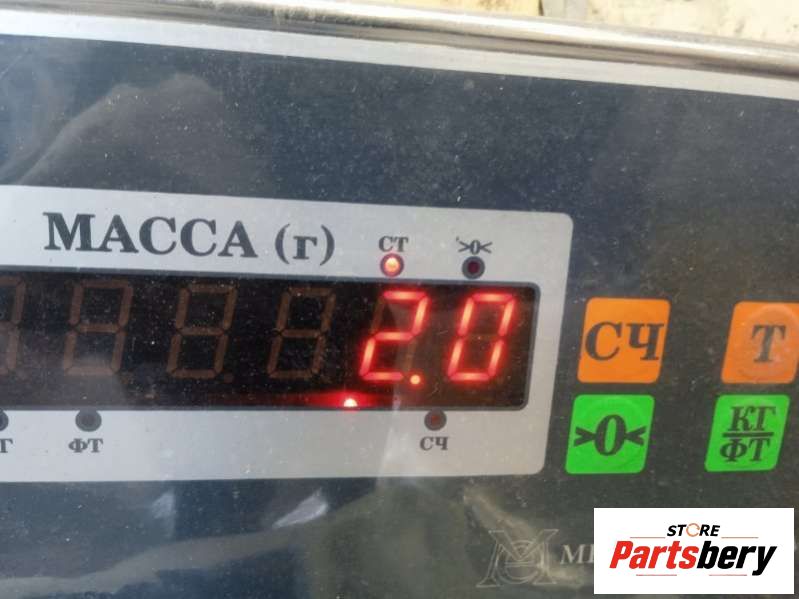 МАССА (г)
СТ
>0<
2.0
СЧ
Т
ФТ
СЧ
>0<
КГ
ФТ
STORE
Partsbery